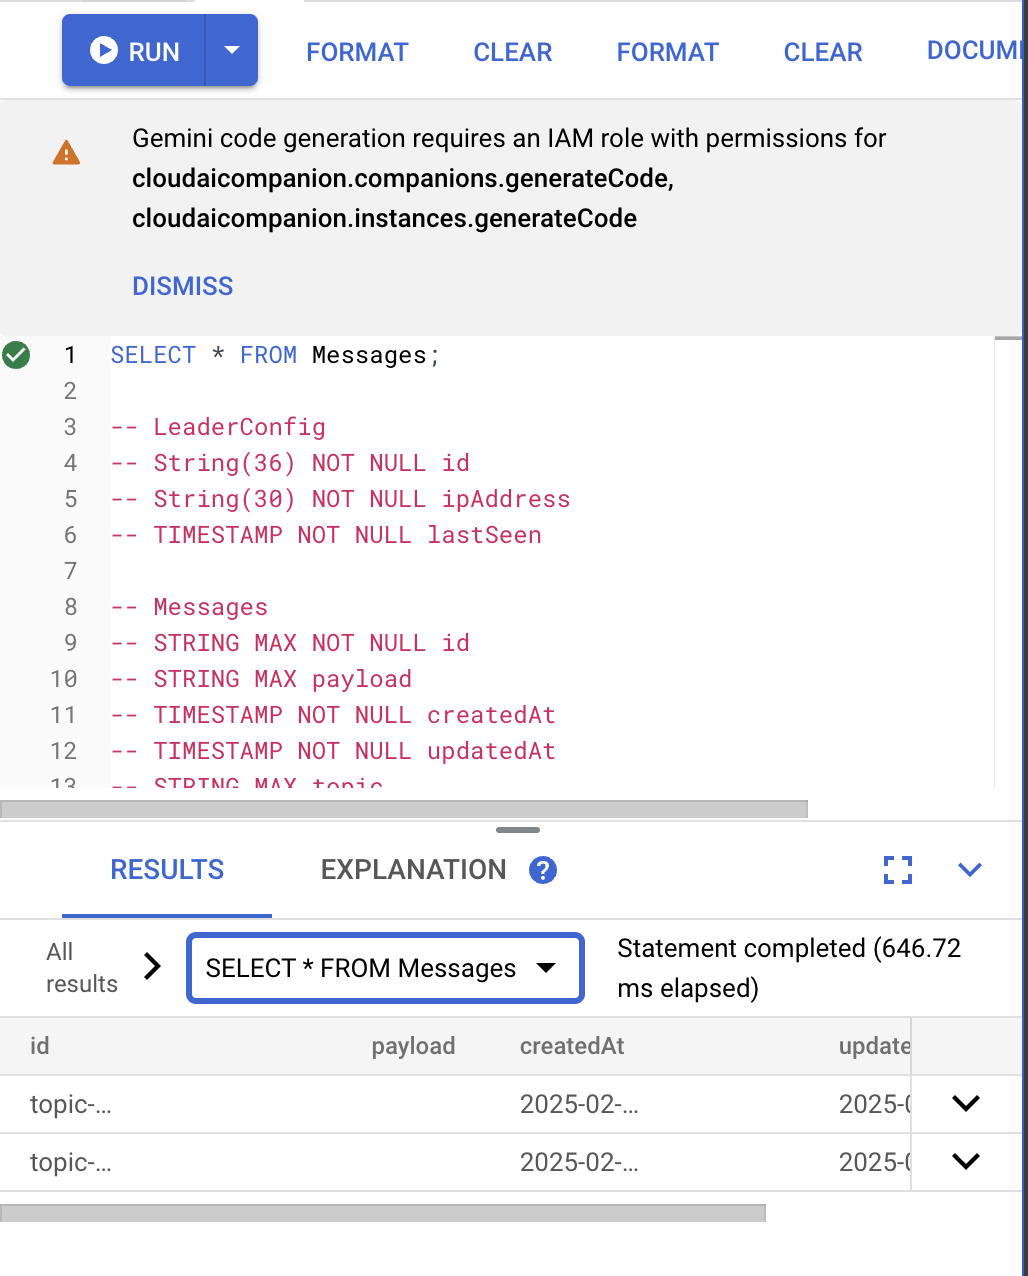 RUN FORMAT CLEAR FORMAT CLEAR DOCUM
Gemini code generation requires an IAM role with permissions for
cloudaicompanion.companions.generateCode,
cloudaicompanion.instances.generateCode
DISMISS
1 SELECT * FROM Messages;
2
3 -- LeaderConfig
4 -- String(36) NOT NULL id
5 -- String(30) NOT NULL ipAddress
6 -- TIMESTAMP NOT NULL lastSeen
7
8 -- Messages
9 -- STRING MAX NOT NULL id
10 -- STRING MAX payload
11 -- TIMESTAMP NOT NULL createdAt
12 -- TIMESTAMP NOT NULL updatedAt
13 -- STRING MAX topic
RESULTS EXPLANATION ?
All results SELECT * FROM Messages Statement completed (646.72
ms elapsed)
id payload createdAt update
topic-... 2025-02-... 2025-0
topic-... 2025-02-... 2025-0